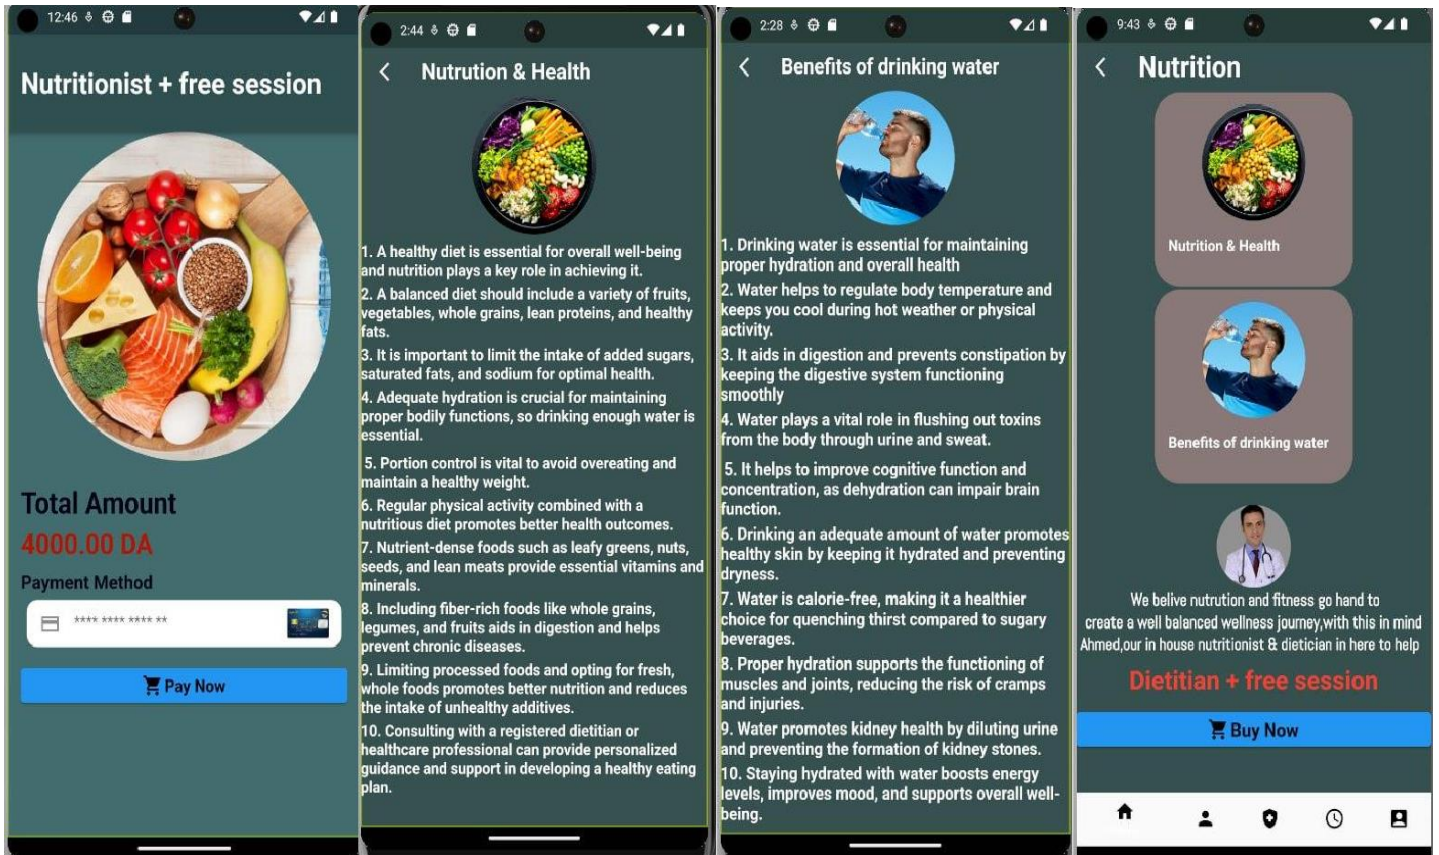 12:46
Nutritionist + free session
Total Amount
4000.00 DA
Payment Method
**** **** **** **
Pay Now
2:44
Nutrution & Health
1. A healthy diet is essential for overall well-being
and nutrition plays a key role in achieving it.
2. A balanced diet should include a variety of fruits,
vegetables, whole grains, lean proteins, and healthy
fats.
3. It is important to limit the intake of added sugars,
saturated fats, and sodium for optimal health.
4. Adequate hydration is crucial for maintaining
proper bodily functions, so drinking enough water is
essential.
5. Portion control is vital to avoid overeating and
maintain a healthy weight.
6. Regular physical activity combined with a
nutritious diet promotes better health outcomes.
7. Nutrient-dense foods such as leafy greens, nuts,
seeds, and lean meats provide essential vitamins and
minerals.
8. Including fiber-rich foods like whole grains,
legumes, and fruits aids in digestion and helps
prevent chronic diseases.
9. Limiting processed foods and opting for fresh,
whole foods promotes better nutrition and reduces
the intake of unhealthy additives.
10. Consulting with a registered dietitian or
healthcare professional can provide personalized
guidance and support in developing a healthy eating
plan.
2:28
Benefits of drinking water
1. Drinking water is essential for maintaining
proper hydration and overall health
2. Water helps to regulate body temperature and
keeps you cool during hot weather or physical
activity.
3. It aids in digestion and prevents constipation by
keeping the digestive system functioning
smoothly
4. Water plays a vital role in flushing out toxins
from the body through urine and sweat.
5. It helps to improve cognitive function and
concentration, as dehydration can impair brain
function.
6. Drinking an adequate amount of water promotes
healthy skin by keeping it hydrated and preventing
dryness.
7. Water is calorie-free, making it a healthier
choice for quenching thirst compared to sugary
beverages.
8. Proper hydration supports the functioning of
muscles and joints, reducing the risk of cramps
and injuries.
9. Water promotes kidney health by diluting urine
and preventing the formation of kidney stones.
10. Staying hydrated with water boosts energy
levels, improves mood, and supports overall well-
being.
9:43
Nutrition
Nutrition & Health
Benefits of drinking water
We belive nutrution and fitness go hand to
create a well balanced wellness journey,with this in mind
Ahmed,our in house nutritionist & dietician in here to help
Dietitian + free session
Buy Now